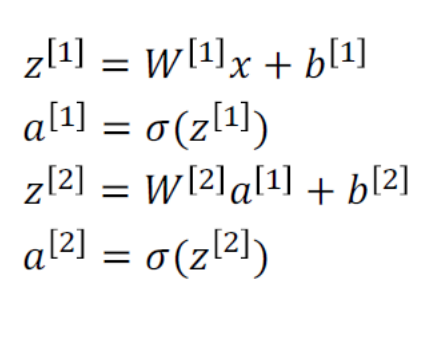 z[1] = W[1]x + b[1]
a[1] = σ(z[1])
z[2] = W[2]a[1] + b[2]
a[2] = σ(z[2])